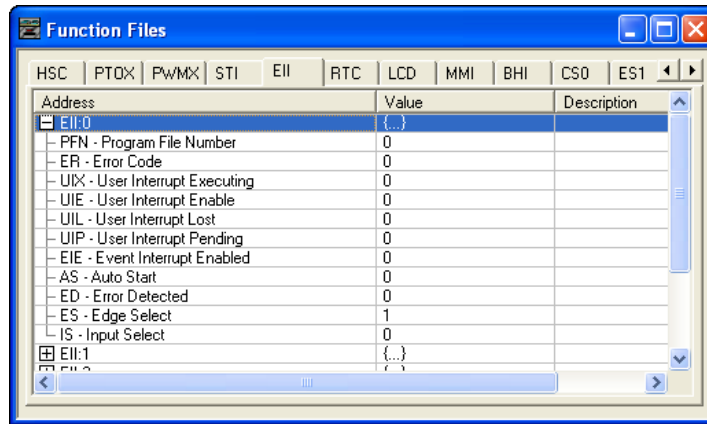 Function Files
HSC PTOX PWMX STI EII RTC LCD MMI BHI CS0 ES1
Address Value Description
EII:0 {...}
PFN - Program File Number 0
ER - Error Code 0
UIX - User Interrupt Executing 0
UIE - User Interrupt Enable 0
UIL - User Interrupt Lost 0
UIP - User Interrupt Pending 0
EIE - Event Interrupt Enabled 0
AS - Auto Start 0
ED - Error Detected 0
ES - Edge Select 1
IS - Input Select 0
EII:1 {...}